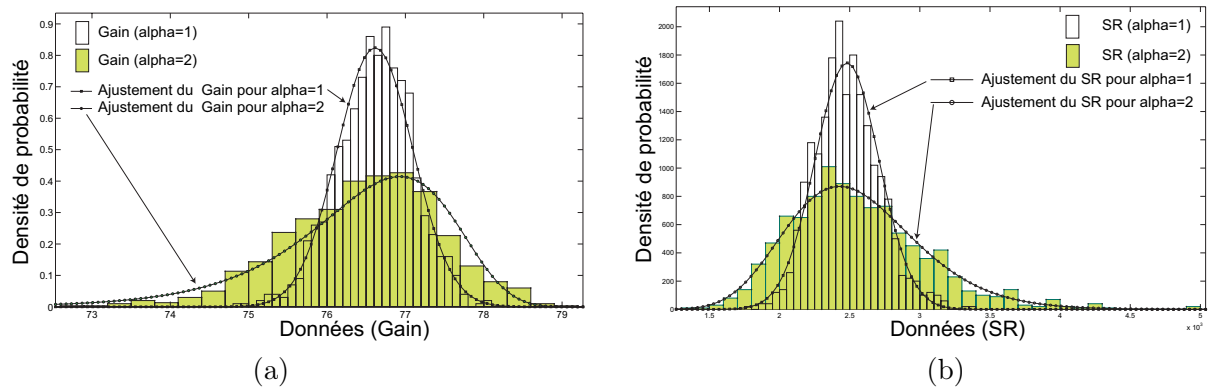 Densité de probabilité
0.9
0.8
0.7
0.6
0.5
0.4
0.3
0.2
0.1
0
Gain (alpha=1)
Gain (alpha=2)
Ajustement du Gain pour alpha=1
Ajustement du Gain pour alpha=2
73
74
75
76
77
78
79
Données (Gain)
(a)
Densité de probabilité
2000
1800
1600
1400
1200
1000
800
600
400
200
0
SR (alpha=1)
SR (alpha=2)
Ajustement du SR pour alpha=1
Ajustement du SR pour alpha=2
1.5
2
2.5
3
3.5
4
4.5
5
Données (SR)
(b)